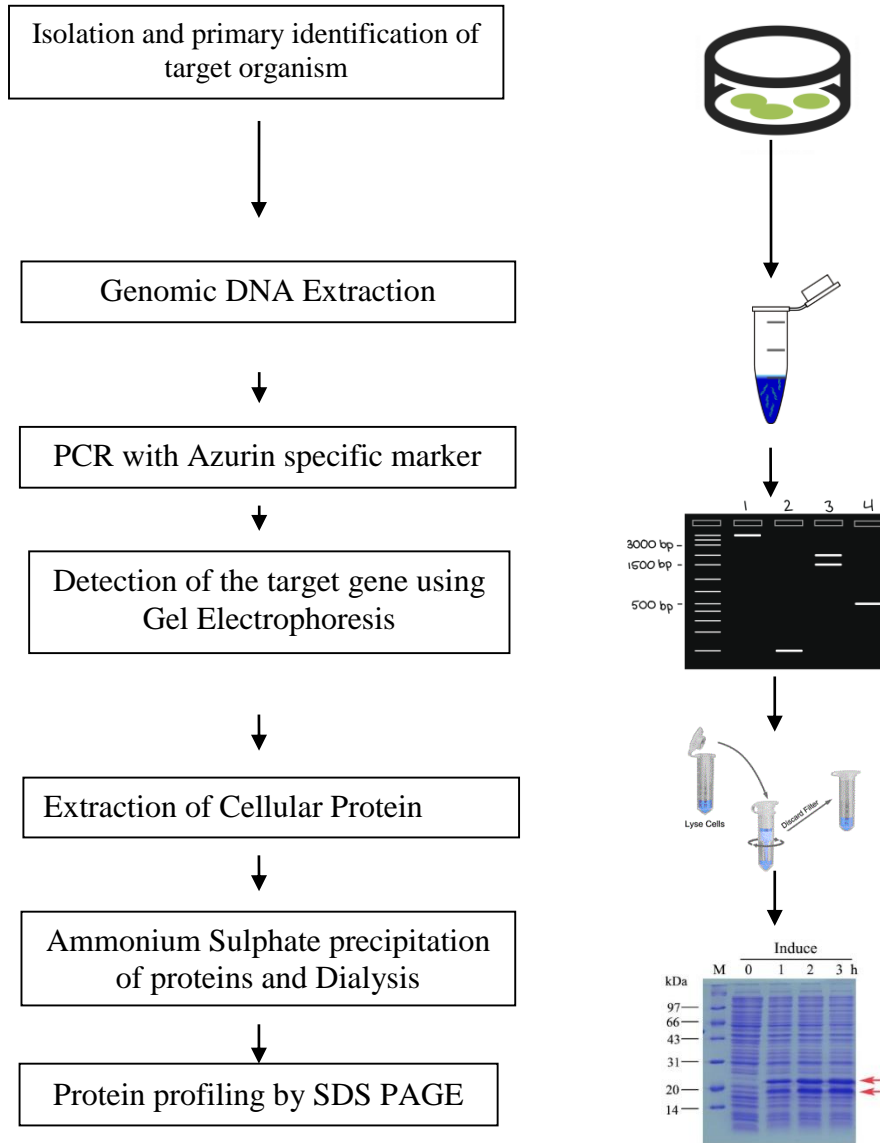 Isolation and primary identification of
target organism
Genomic DNA Extraction
PCR with Azurin specific marker
Detection of the target gene using
Gel Electrophoresis
Extraction of Cellular Protein
Ammonium Sulphate precipitation
of proteins and Dialysis
Protein profiling by SDS PAGE
1 2 3 4
3000 bp -
1500 bp -
500 bp -
Lyse Cells
Discard Filter
Induce
M 0 1 2 3 h
kDa
97
66
43
31
20
14